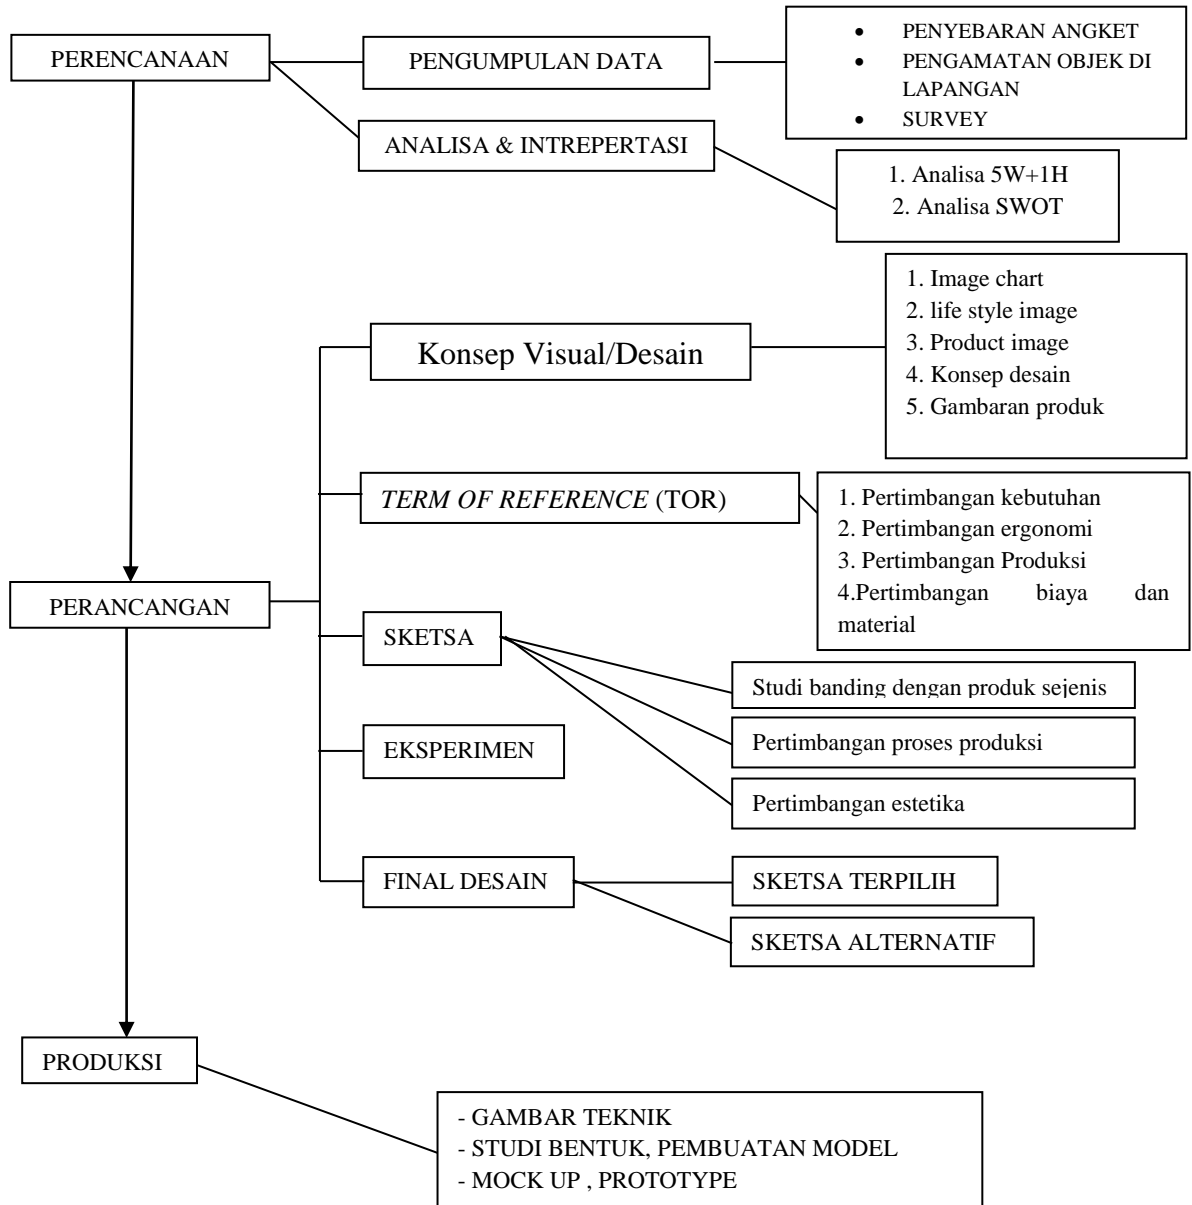 PERENCANAAN
PENGUMPULAN DATA
• PENYEBARAN ANGKET
• PENGAMATAN OBJEK DI
LAPANGAN
• SURVEY
ANALISA & INTREPERTASI
1. Analisa 5W+1H
2. Analisa SWOT
Konsep Visual/Desain
1. Image chart
2. life style image
3. Product image
4. Konsep desain
5. Gambaran produk
TERM OF REFERENCE (TOR)
1. Pertimbangan kebutuhan
2. Pertimbangan ergonomi
3. Pertimbangan Produksi
4.Pertimbangan biaya dan
material
PERANCANGAN
SKETSA
Studi banding dengan produk sejenis
Pertimbangan proses produksi
Pertimbangan estetika
EKSPERIMEN
FINAL DESAIN
SKETSA TERPILIH
SKETSA ALTERNATIF
PRODUKSI
- GAMBAR TEKNIK
- STUDI BENTUK, PEMBUATAN MODEL
- MOCK UP , PROTOTYPE